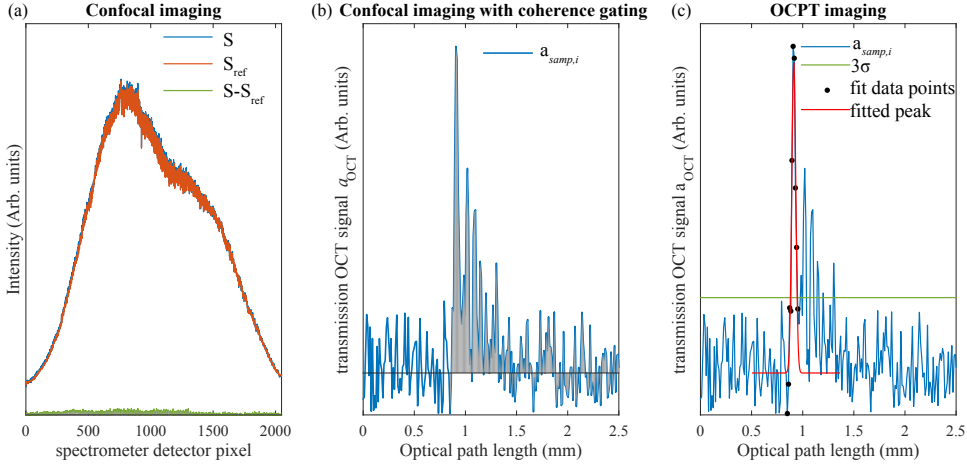 (a) Confocal imaging
S
S_ref
S-S_ref
Intensity (Arb. units)
0 500 1000 1500 2000
spectrometer detector pixel
(b) Confocal imaging with coherence gating
a_samp,i
transmission OCT signal a_OCT (Arb. units)
0 0.5 1 1.5 2 2.5
Optical path length (mm)
(c) OCPT imaging
a_samp,i
3σ
fit data points
fitted peak
transmission OCT signal a_OCT (Arb. units)
0 0.5 1 1.5 2 2.5
Optical path length (mm)